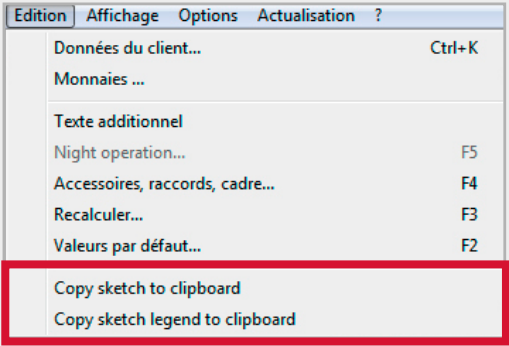 Edition Affichage Options Actualisation ?
Données du client... Ctrl+K
Monnaies ...
Texte additionnel
Night operation... F5
Accessoires, raccords, cadre... F4
Recalculer... F3
Valeurs par défaut... F2
Copy sketch to clipboard
Copy sketch legend to clipboard